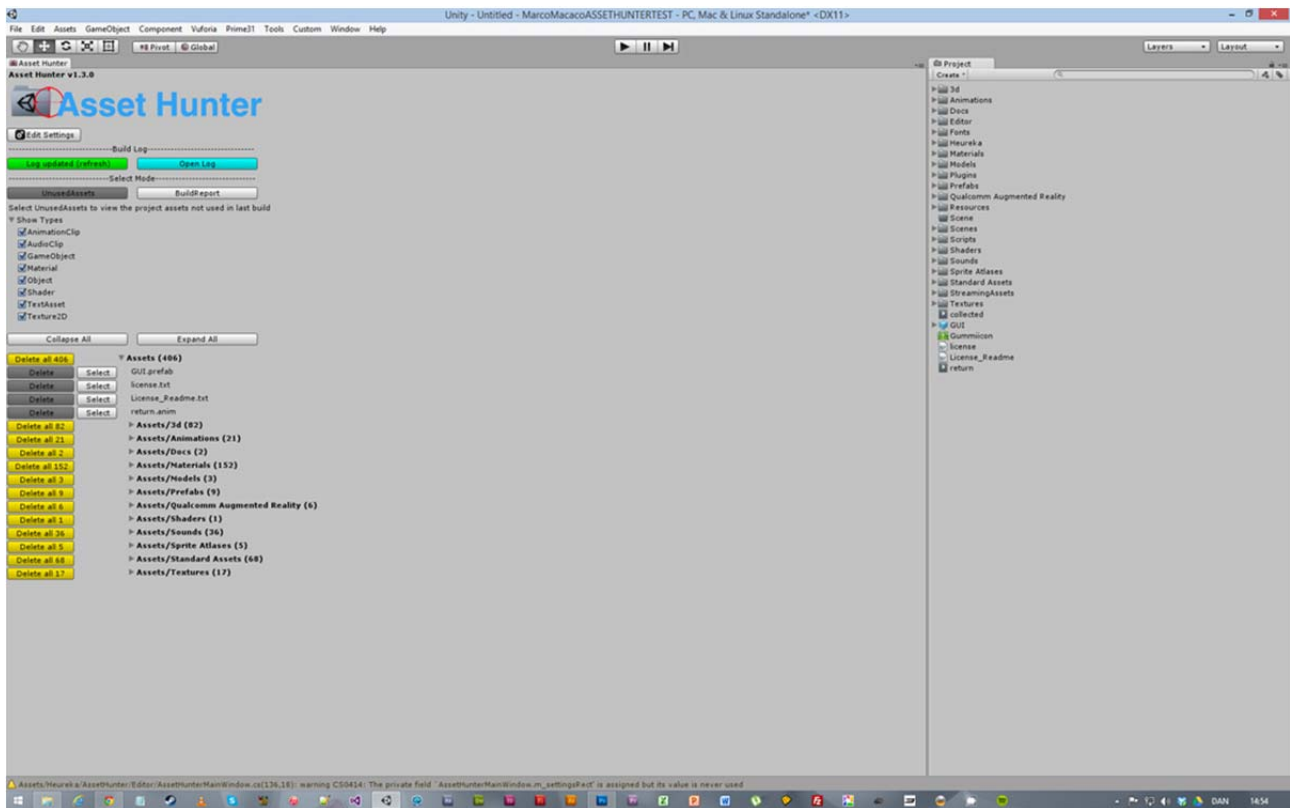 Unity - Untitled - MarcoMacacoASSETHUNTERTEST - PC, Mac & Linux Standalone* <DX11>
File Edit Assets GameObject Component Vuforia Prime31 Tools Custom Window Help
Pivot Global Layers Layout
Asset Hunter
Asset Hunter v1.3.0
Asset Hunter
Edit Settings
Build Log
Log updated (refresh) Open Log
Select Mode
UnusedAssets BuildReport
Select UnusedAssets to view the project assets not used in last build
Show Types
AnimationClip
AudioClip
GameObject
Material
Object
Shader
TextAsset
Texture2D
Collapse All Expand All
Delete all 406 Assets (406)
Delete Select GUI.prefab
Delete Select license.txt
Delete Select License_Readme.txt
Delete Select return.anim
Delete all 82 Assets/3d (82)
Delete all 21 Assets/Animations (21)
Delete all 2 Assets/Docs (2)
Delete all 152 Assets/Materials (152)
Delete all 3 Assets/Models (3)
Delete all 9 Assets/Prefabs (9)
Delete all 6 Assets/Qualcomm Augmented Reality (6)
Delete all 1 Assets/Shaders (1)
Delete all 36 Assets/Sounds (36)
Delete all 5 Assets/Sprite Atlases (5)
Delete all 68 Assets/Standard Assets (68)
Delete all 17 Assets/Textures (17)
Project
Create
3d
Animations
Docs
Editor
Fonts
Heureka
Materials
Models
Plugins
Prefabs
Qualcomm Augmented Reality
Resources
Scene
Scenes
Scripts
Shaders
Sounds
Sprite Atlases
Standard Assets
StreamingAssets
Textures
collected
GUI
Gummiicon
license
License_Readme
return
Assets/Heureka/AssetHunter/Editor/AssetHunterMainWindow.cs(136,18): warning CS0414: The private field `AssetHunterMainWindow.m_settingsRect' is assigned but its value is never used
DAN 14:54